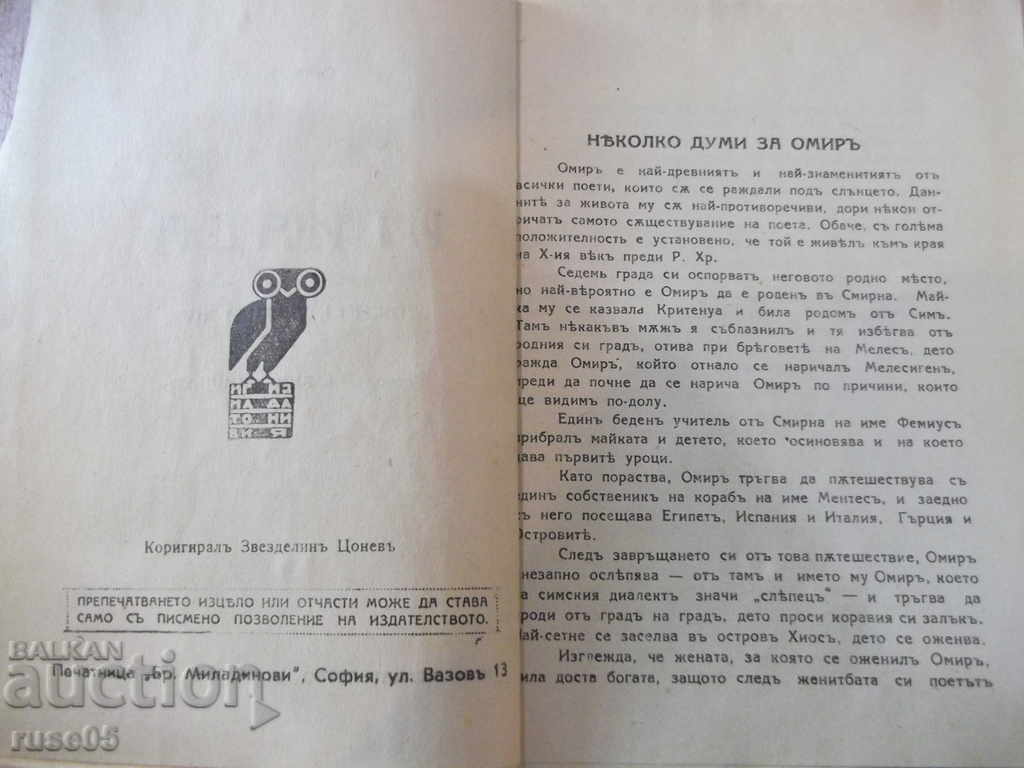 Коригиралъ Звезделинъ Цоневъ
ПРЕПЕЧАТВАНЕТО ИЗЦѢЛО ИЛИ ОТЧАСТИ МОЖЕ ДА СТАВА
САМО СЪ ПИСМЕНО ПОЗВОЛЕНИЕ НА ИЗДАТЕЛСТВОТО.
Печатница „Бр. Миладинови", София, ул. Вазовъ 13
BALKAN
auction
ruse05
НѢКОЛКО ДУМИ ЗА ОМИРЪ
Омиръ е най-древниятъ и най-знаменитиятъ отъ
всички поети, които сѫ се раждали подъ слънцето. Дан-
нитѣ за живота му сѫ най-противоречиви, дори нѣкои от-
ричатъ самото сѫществуване на поета. Обаче, съ голѣма
положителность е установено, че той е живѣлъ къмъ края
на X-ия вѣкъ преди Р. Хр.
Седемь града си оспорватъ неговото родно мѣсто,
но най-вѣроятно е Омиръ да е роденъ въ Смирна. Май-
ка му се казвала Критенуа и била родомъ отъ Симъ.
Тамъ нѣкакъвъ мѫжъ я съблазнилъ и тя избѣгва отъ
родния си градъ, отива при брѣговетѣ на Мелесъ, дето
ражда Омиръ, който отнало се наричалъ Мелесигенъ,
преди да почне да се нарича Омиръ по причини, които
ще видимъ по-долу.
Единъ беденъ учитель отъ Смирна на име Фемиусъ
прибралъ майката и детето, което осиновява и на което
дава първитѣ уроци.
Като пораства, Омиръ тръгва да пѫтешествува съ
единъ собственикъ на корабъ на име Ментесъ, и заедно
съ него посещава Египетъ, Испания и Италия, Гърция и
Островитѣ.
Следъ завръщането си отъ това пѫтешествие, Омиръ
внезапно ослѣпява — отъ тамъ и името му Омиръ, което
на симския диалектъ значи „слѣпецъ" — и тръгва да
броди отъ градъ на градъ, дето проси коравия си залъкъ.
Най-сетне се заселва въ островъ Хиосъ, дето се оженва.
Изглежда, че жената, за която се оженилъ Омиръ,
била доста богата, защото следъ женитбата си поетътъ